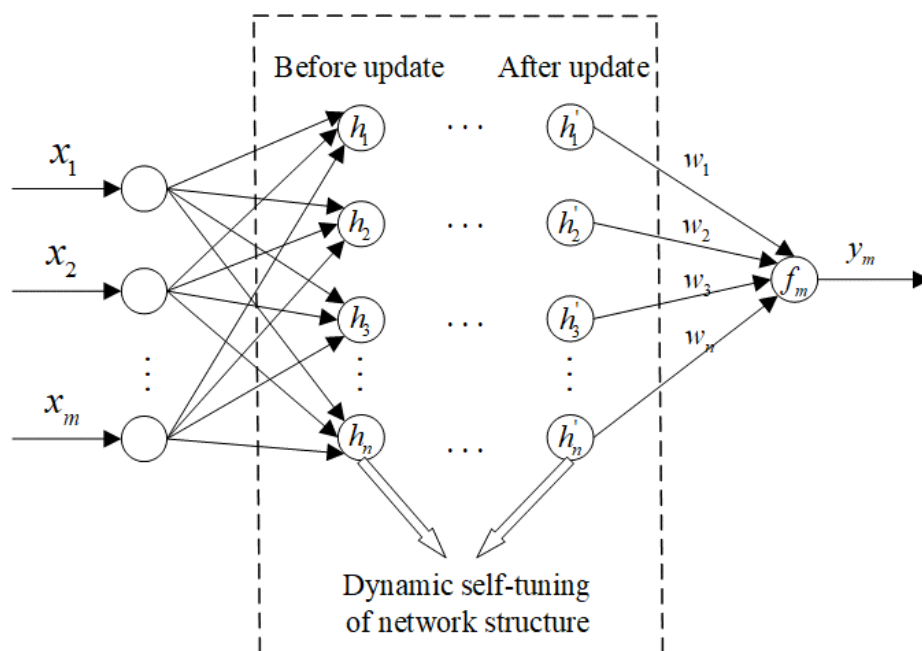 Before update
After update
x₁
h₁
. . .
h₁'
w₁
x₂
h₂
. . .
h₂'
w₂
yₘ
fₘ
h₃
. . .
h₃'
w₃
⋮
⋮
⋮
wₙ
xₘ
hₙ
. . .
hₙ'
Dynamic self-tuning
of network structure